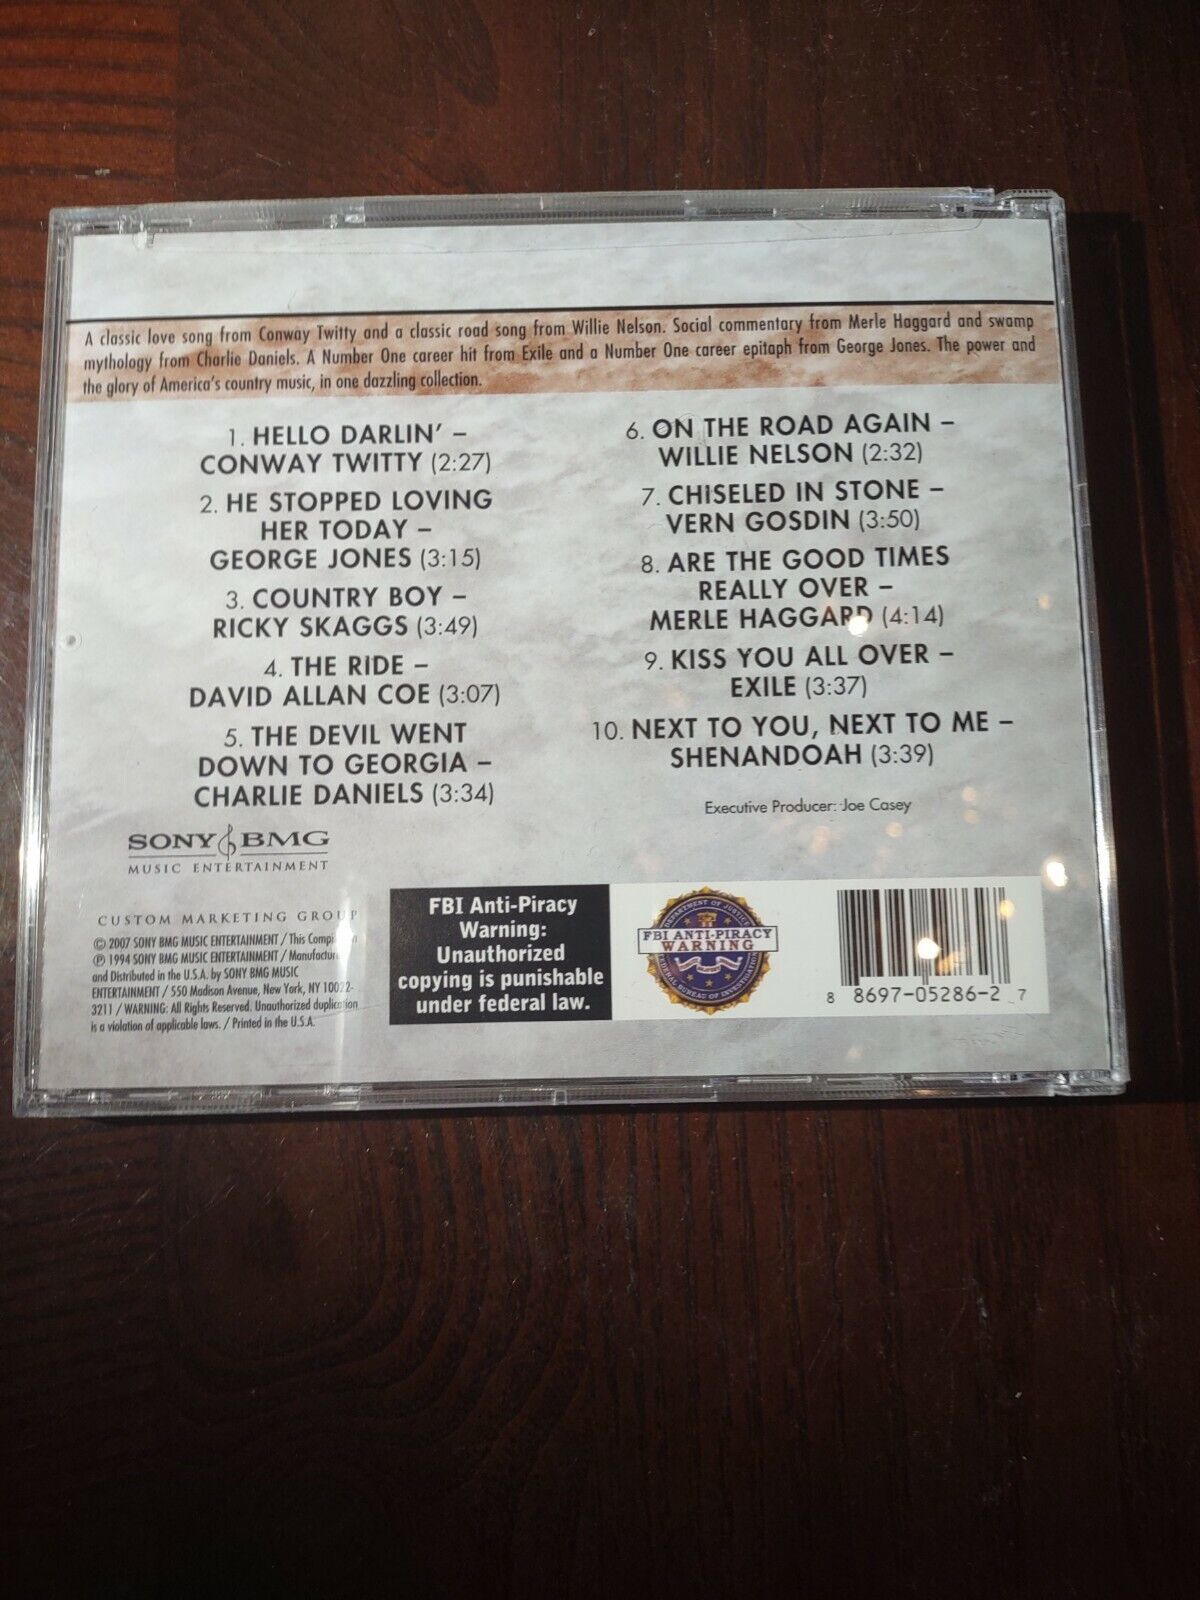 A classic love song from Conway Twitty and a classic road song from Willie Nelson. Social commentary from Merle Haggard and swamp
mythology from Charlie Daniels. A Number One career hit from Exile and a Number One career epitaph from George Jones. The power and
the glory of America's country music, in one dazzling collection.
1. HELLO DARLIN' –
CONWAY TWITTY (2:27)
2. HE STOPPED LOVING
HER TODAY –
GEORGE JONES (3:15)
3. COUNTRY BOY –
RICKY SKAGGS (3:49)
4. THE RIDE –
DAVID ALLAN COE (3:07)
5. THE DEVIL WENT
DOWN TO GEORGIA –
CHARLIE DANIELS (3:34)
6. ON THE ROAD AGAIN –
WILLIE NELSON (2:32)
7. CHISELED IN STONE –
VERN GOSDIN (3:50)
8. ARE THE GOOD TIMES
REALLY OVER –
MERLE HAGGARD (4:14)
9. KISS YOU ALL OVER –
EXILE (3:37)
10. NEXT TO YOU, NEXT TO ME –
SHENANDOAH (3:39)
Executive Producer: Joe Casey
SONY BMG
MUSIC ENTERTAINMENT
CUSTOM MARKETING GROUP
© 2007 SONY BMG MUSIC ENTERTAINMENT / This
℗ 1994 SONY BMG MUSIC ENTERTAINMENT /
and Distributed in the U.S.A. by SONY BMG MUSIC
ENTERTAINMENT / 550 Madison Avenue, New York, NY 10022-
3211 / WARNING: All Rights Reserved. Unauthorized duplication
is a violation of applicable laws. / Printed in the U.S.A.
FBI Anti-Piracy
Warning:
Unauthorized
copying is punishable
under federal law.
DEPARTMENT OF JUSTICE
FBI ANTI-PIRACY
WARNING
FEDERAL BUREAU OF INVESTIGATION
8 8697-05286-2 7